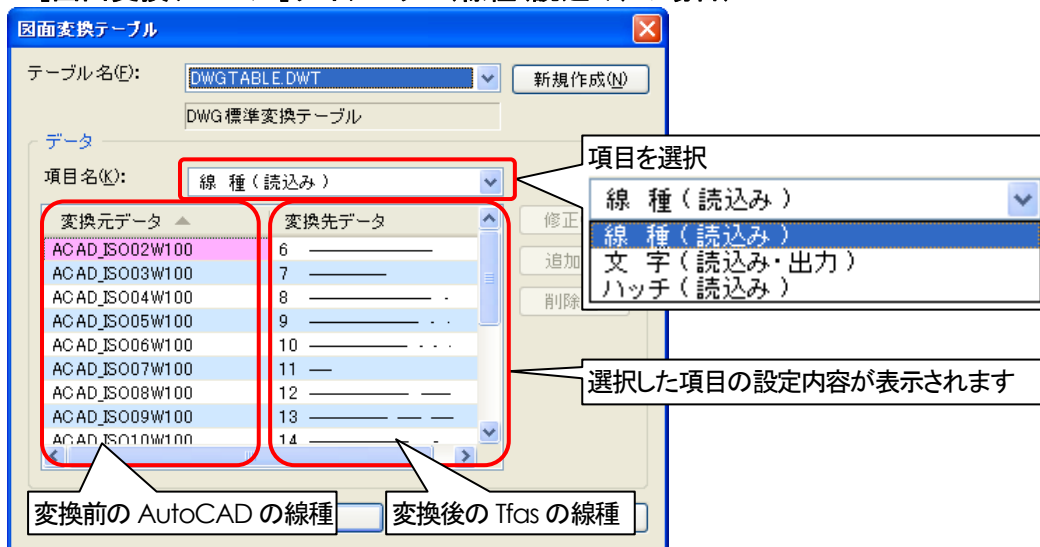 図面変換テーブル
テーブル名(F):
DWGTABLE.DWT
新規作成(N)
DWG標準変換テーブル
データ
項目名(K):
線 種(読込み)
項目を選択
線 種(読込み)
線 種(読込み)
文 字(読込み・出力)
ハッチ(読込み)
変換元データ
変換先データ
修正
追加
削除
ACAD_ISO02W100 6
ACAD_ISO03W100 7
ACAD_ISO04W100 8
ACAD_ISO05W100 9
ACAD_ISO06W100 10
ACAD_ISO07W100 11
ACAD_ISO08W100 12
ACAD_ISO09W100 13
ACAD_ISO10W100 14
選択した項目の設定内容が表示されます
変換前の AutoCAD の線種
変換後の Tfas の線種